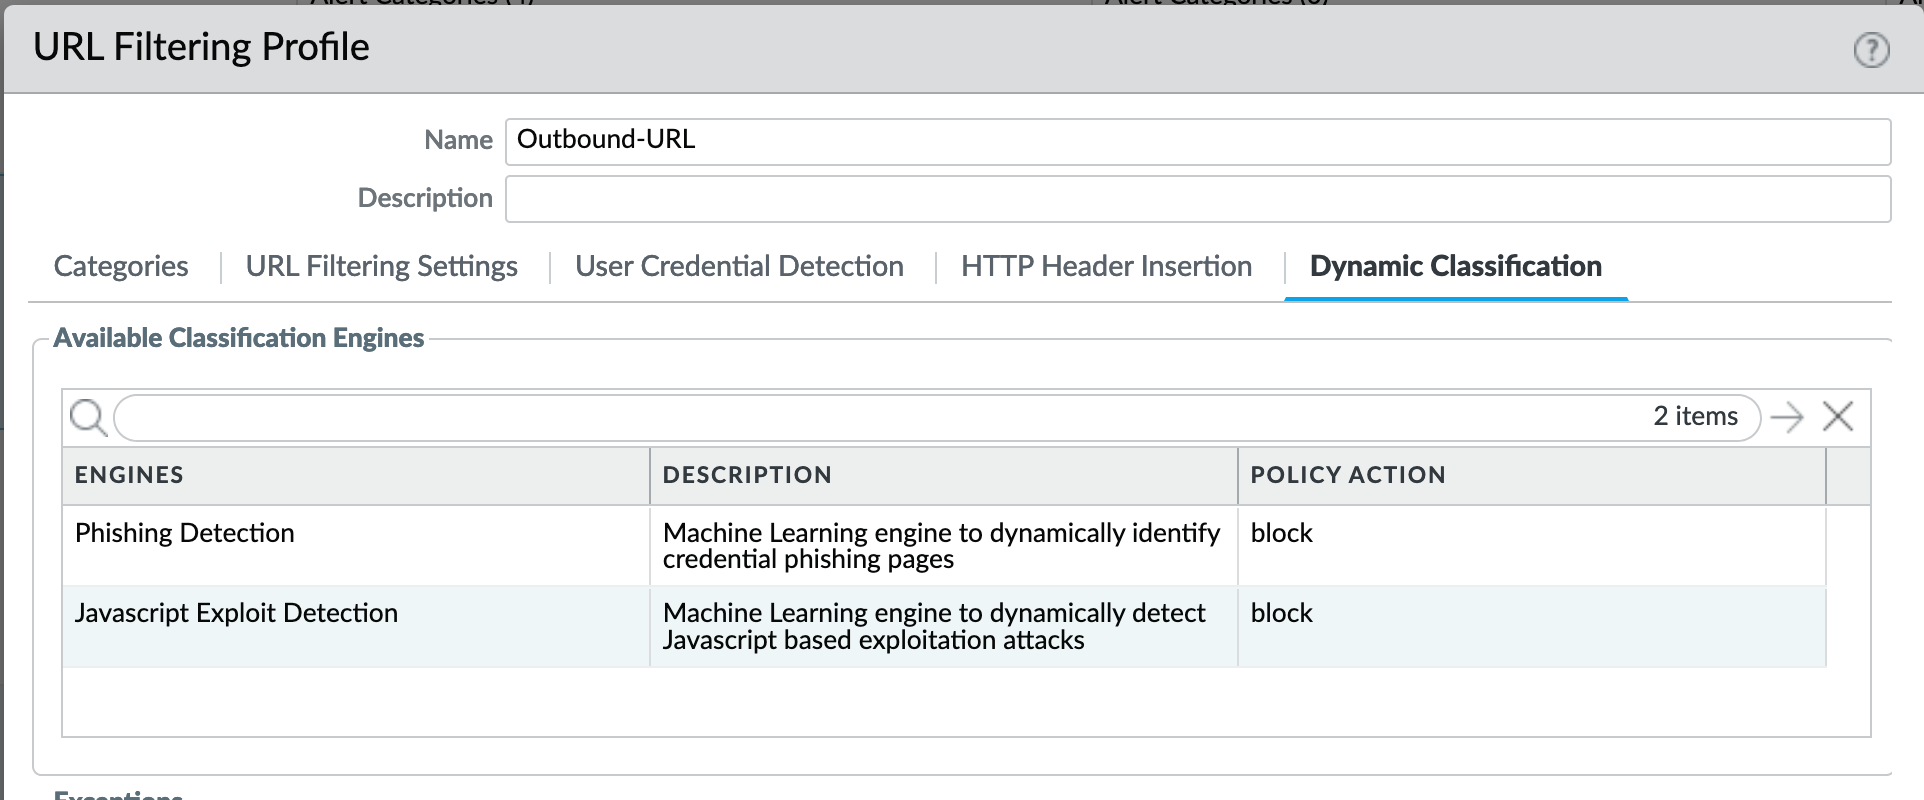 URL Filtering Profile
Name Outbound-URL
Description
Categories URL Filtering Settings User Credential Detection HTTP Header Insertion Dynamic Classification
Available Classification Engines
2 items
ENGINES DESCRIPTION POLICY ACTION
Phishing Detection Machine Learning engine to dynamically identify block
credential phishing pages
Javascript Exploit Detection Machine Learning engine to dynamically detect block
Javascript based exploitation attacks
Exceptions